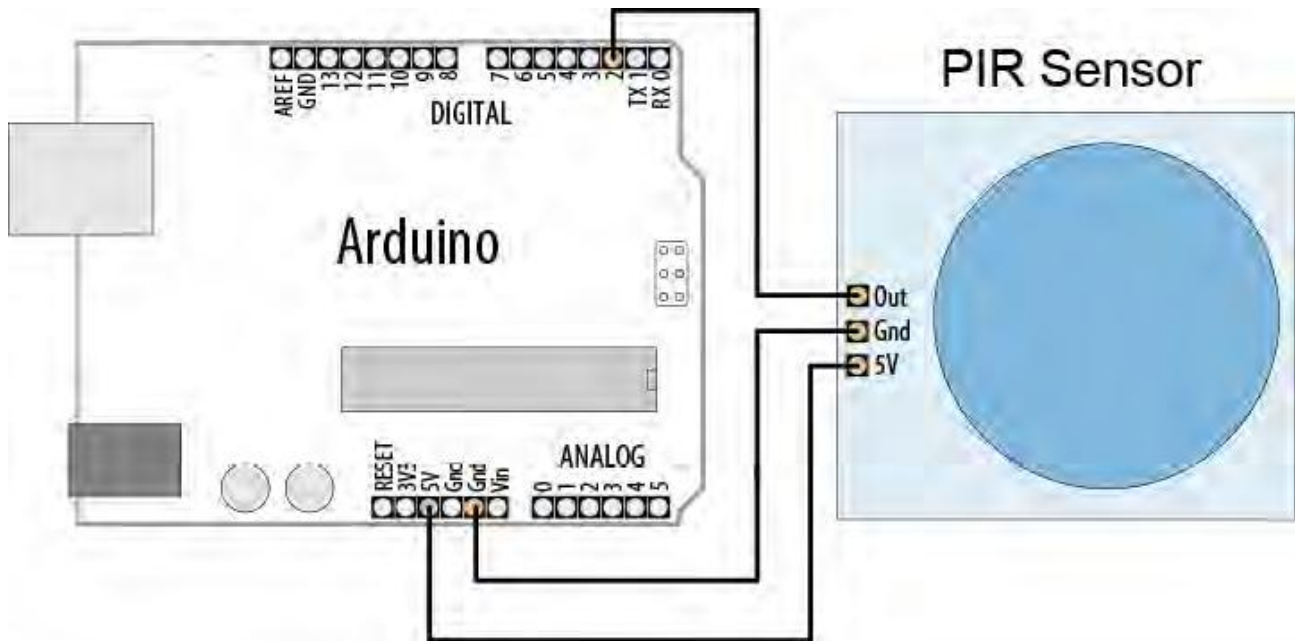 PIR Sensor
AREF
GND
13
12
11
10
9
8
7
6
5
4
3
2
TX 1
RX 0
DIGITAL
Arduino
Out
Gnd
5V
ANALOG
RESET
3V3
5V
Gnd
Gnd
Vin
0
1
2
3
4
5